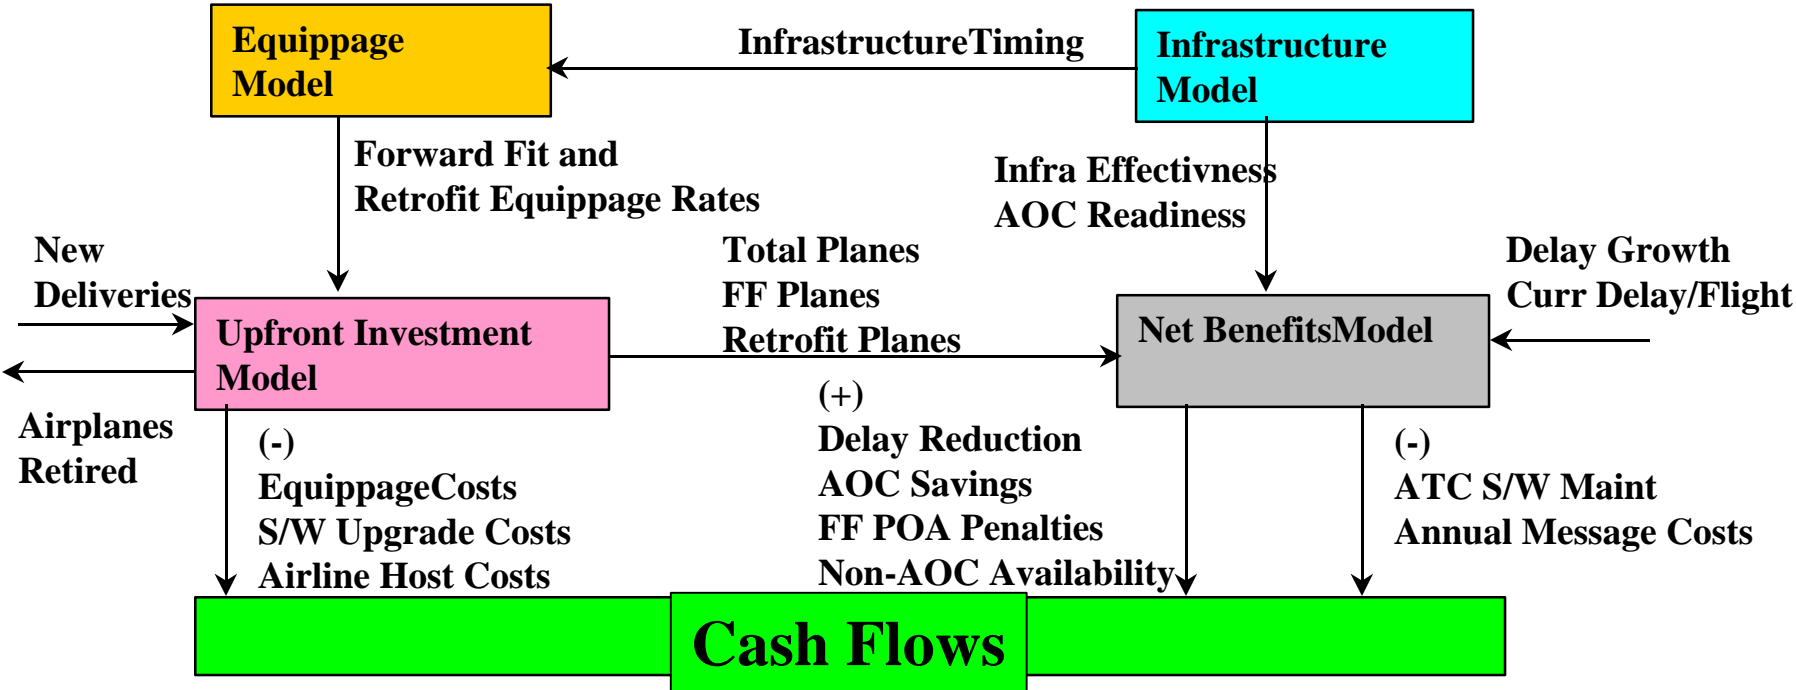 Equippage
Model
InfrastructureTiming
Infrastructure
Model
Forward Fit and
Retrofit Equippage Rates
Infra Effectivness
AOC Readiness
New
Deliveries
Total Planes
FF Planes
Retrofit Planes
Delay Growth
Curr Delay/Flight
Upfront Investment
Model
Net BenefitsModel
Airplanes
Retired
(-)
EquippageCosts
S/W Upgrade Costs
Airline Host Costs
(+)
Delay Reduction
AOC Savings
FF POA Penalties
Non-AOC Availability
(-)
ATC S/W Maint
Annual Message Costs
Cash Flows